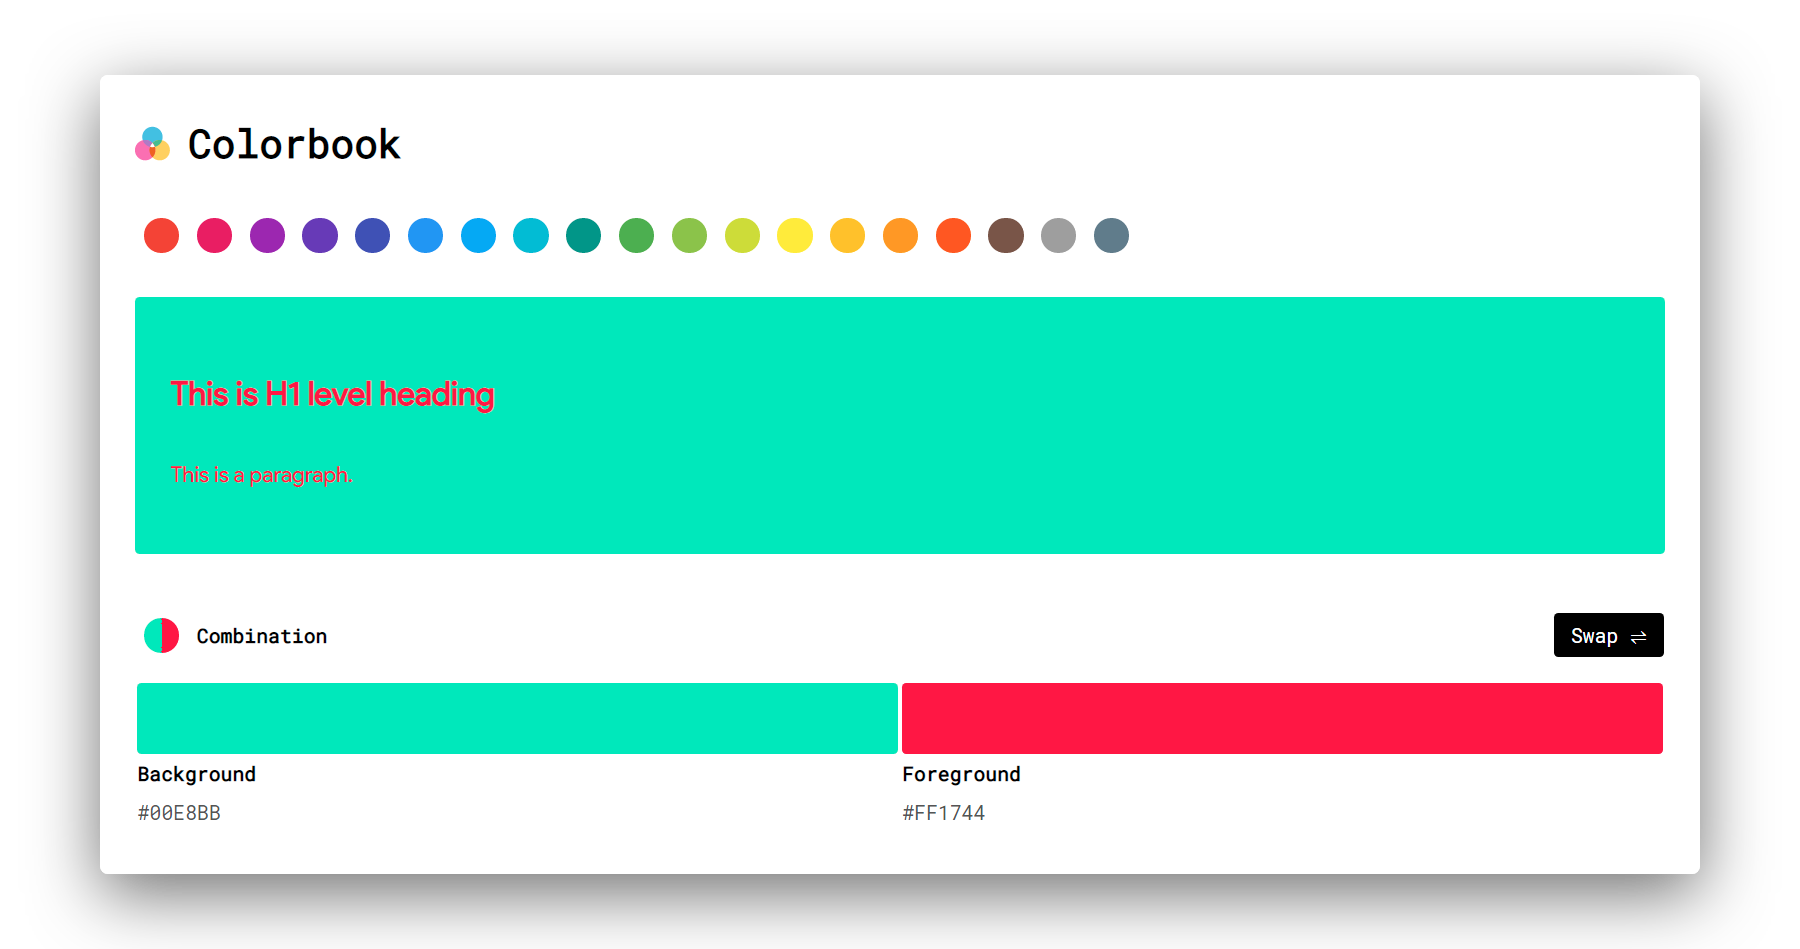 Colorbook
This is H1 level heading
This is a paragraph.
Combination
Swap ⇌
Background
Foreground
#00E8BB
#FF1744